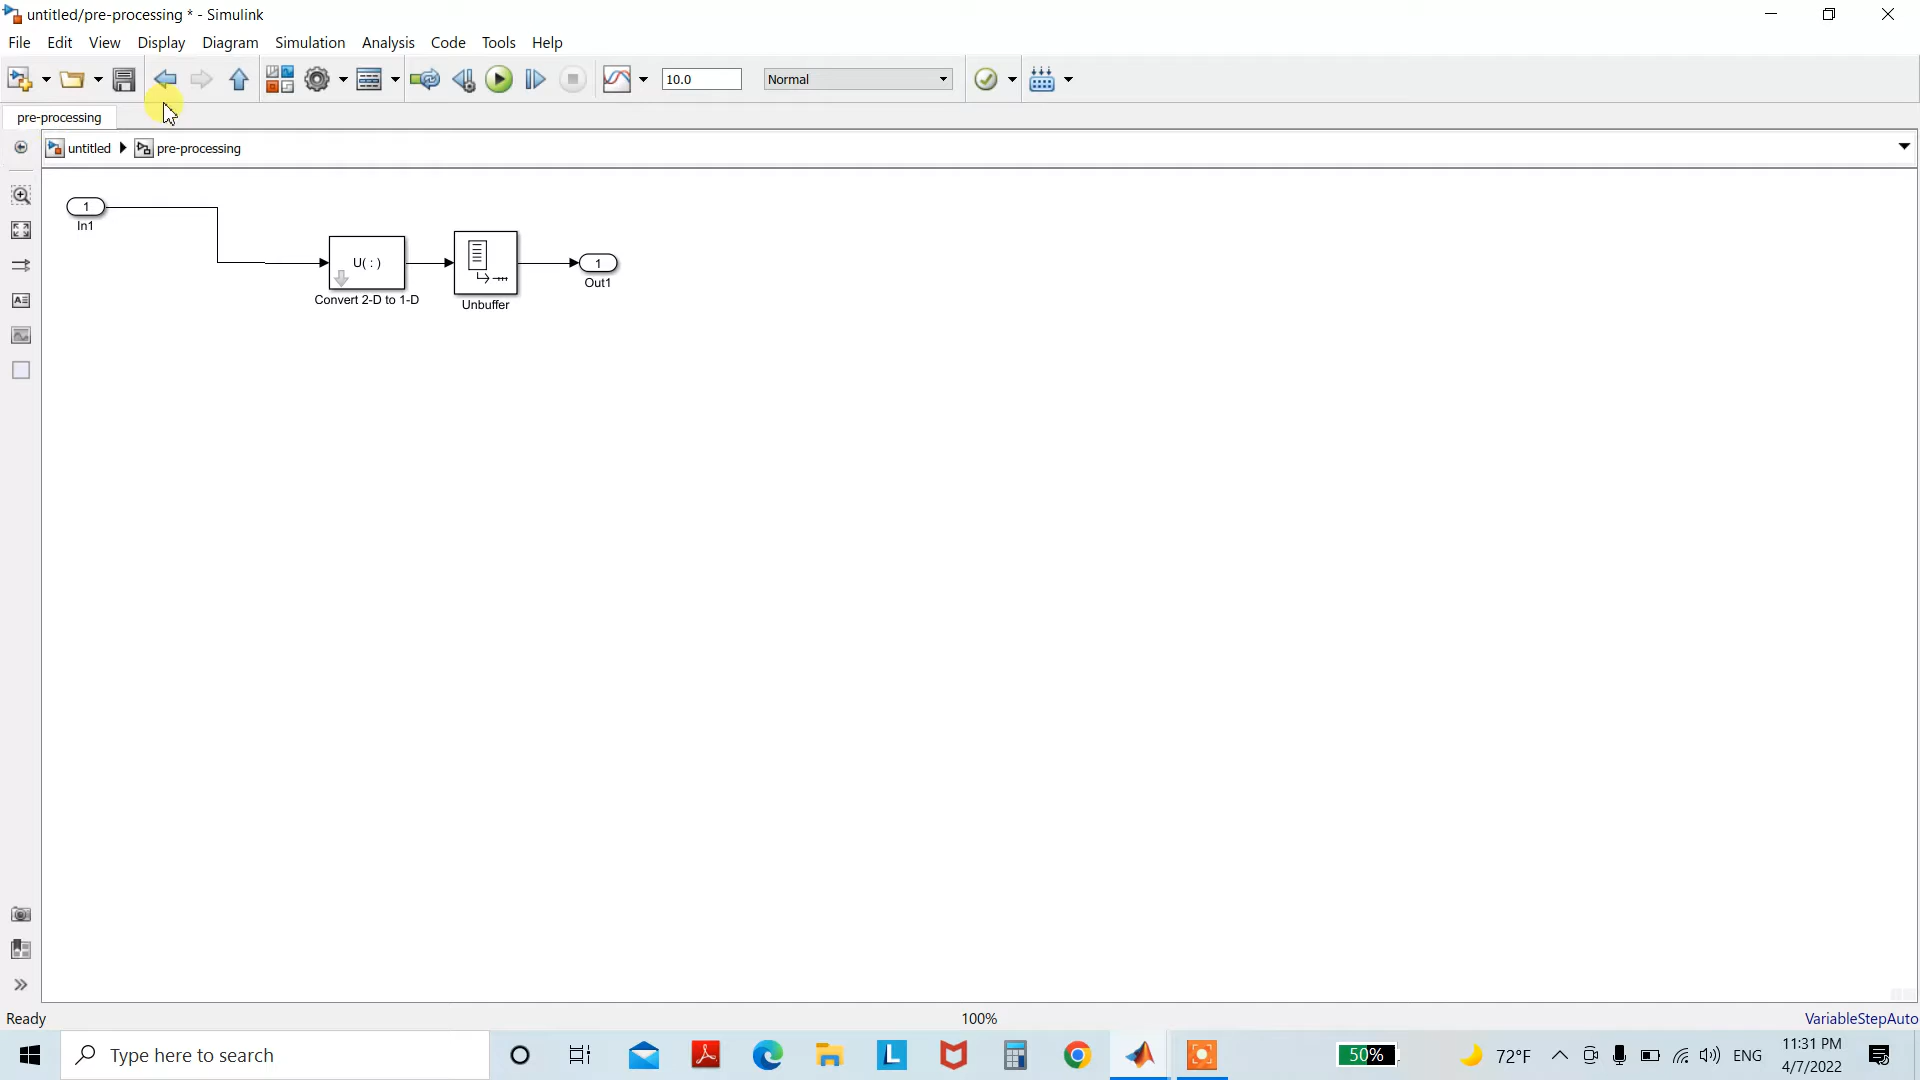 untitled/pre-processing * - Simulink
File Edit View Display Diagram Simulation Analysis Code Tools Help
10.0 Normal
pre-processing
untitled pre-processing
1
In1
U( : )
Convert 2-D to 1-D
Unbuffer
1
Out1
Ready 100% VariableStepAuto
Type here to search
50% 72°F ENG 11:31 PM
4/7/2022